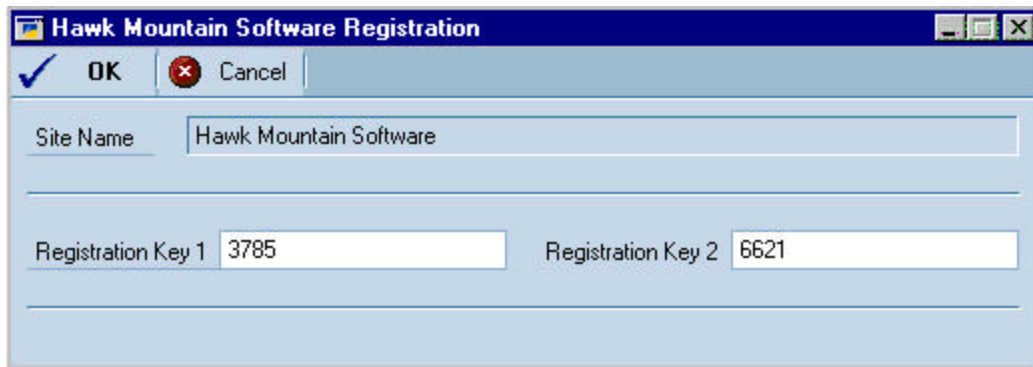 Hawk Mountain Software Registration
OK Cancel
Site Name Hawk Mountain Software
Registration Key 1 3785 Registration Key 2 6621